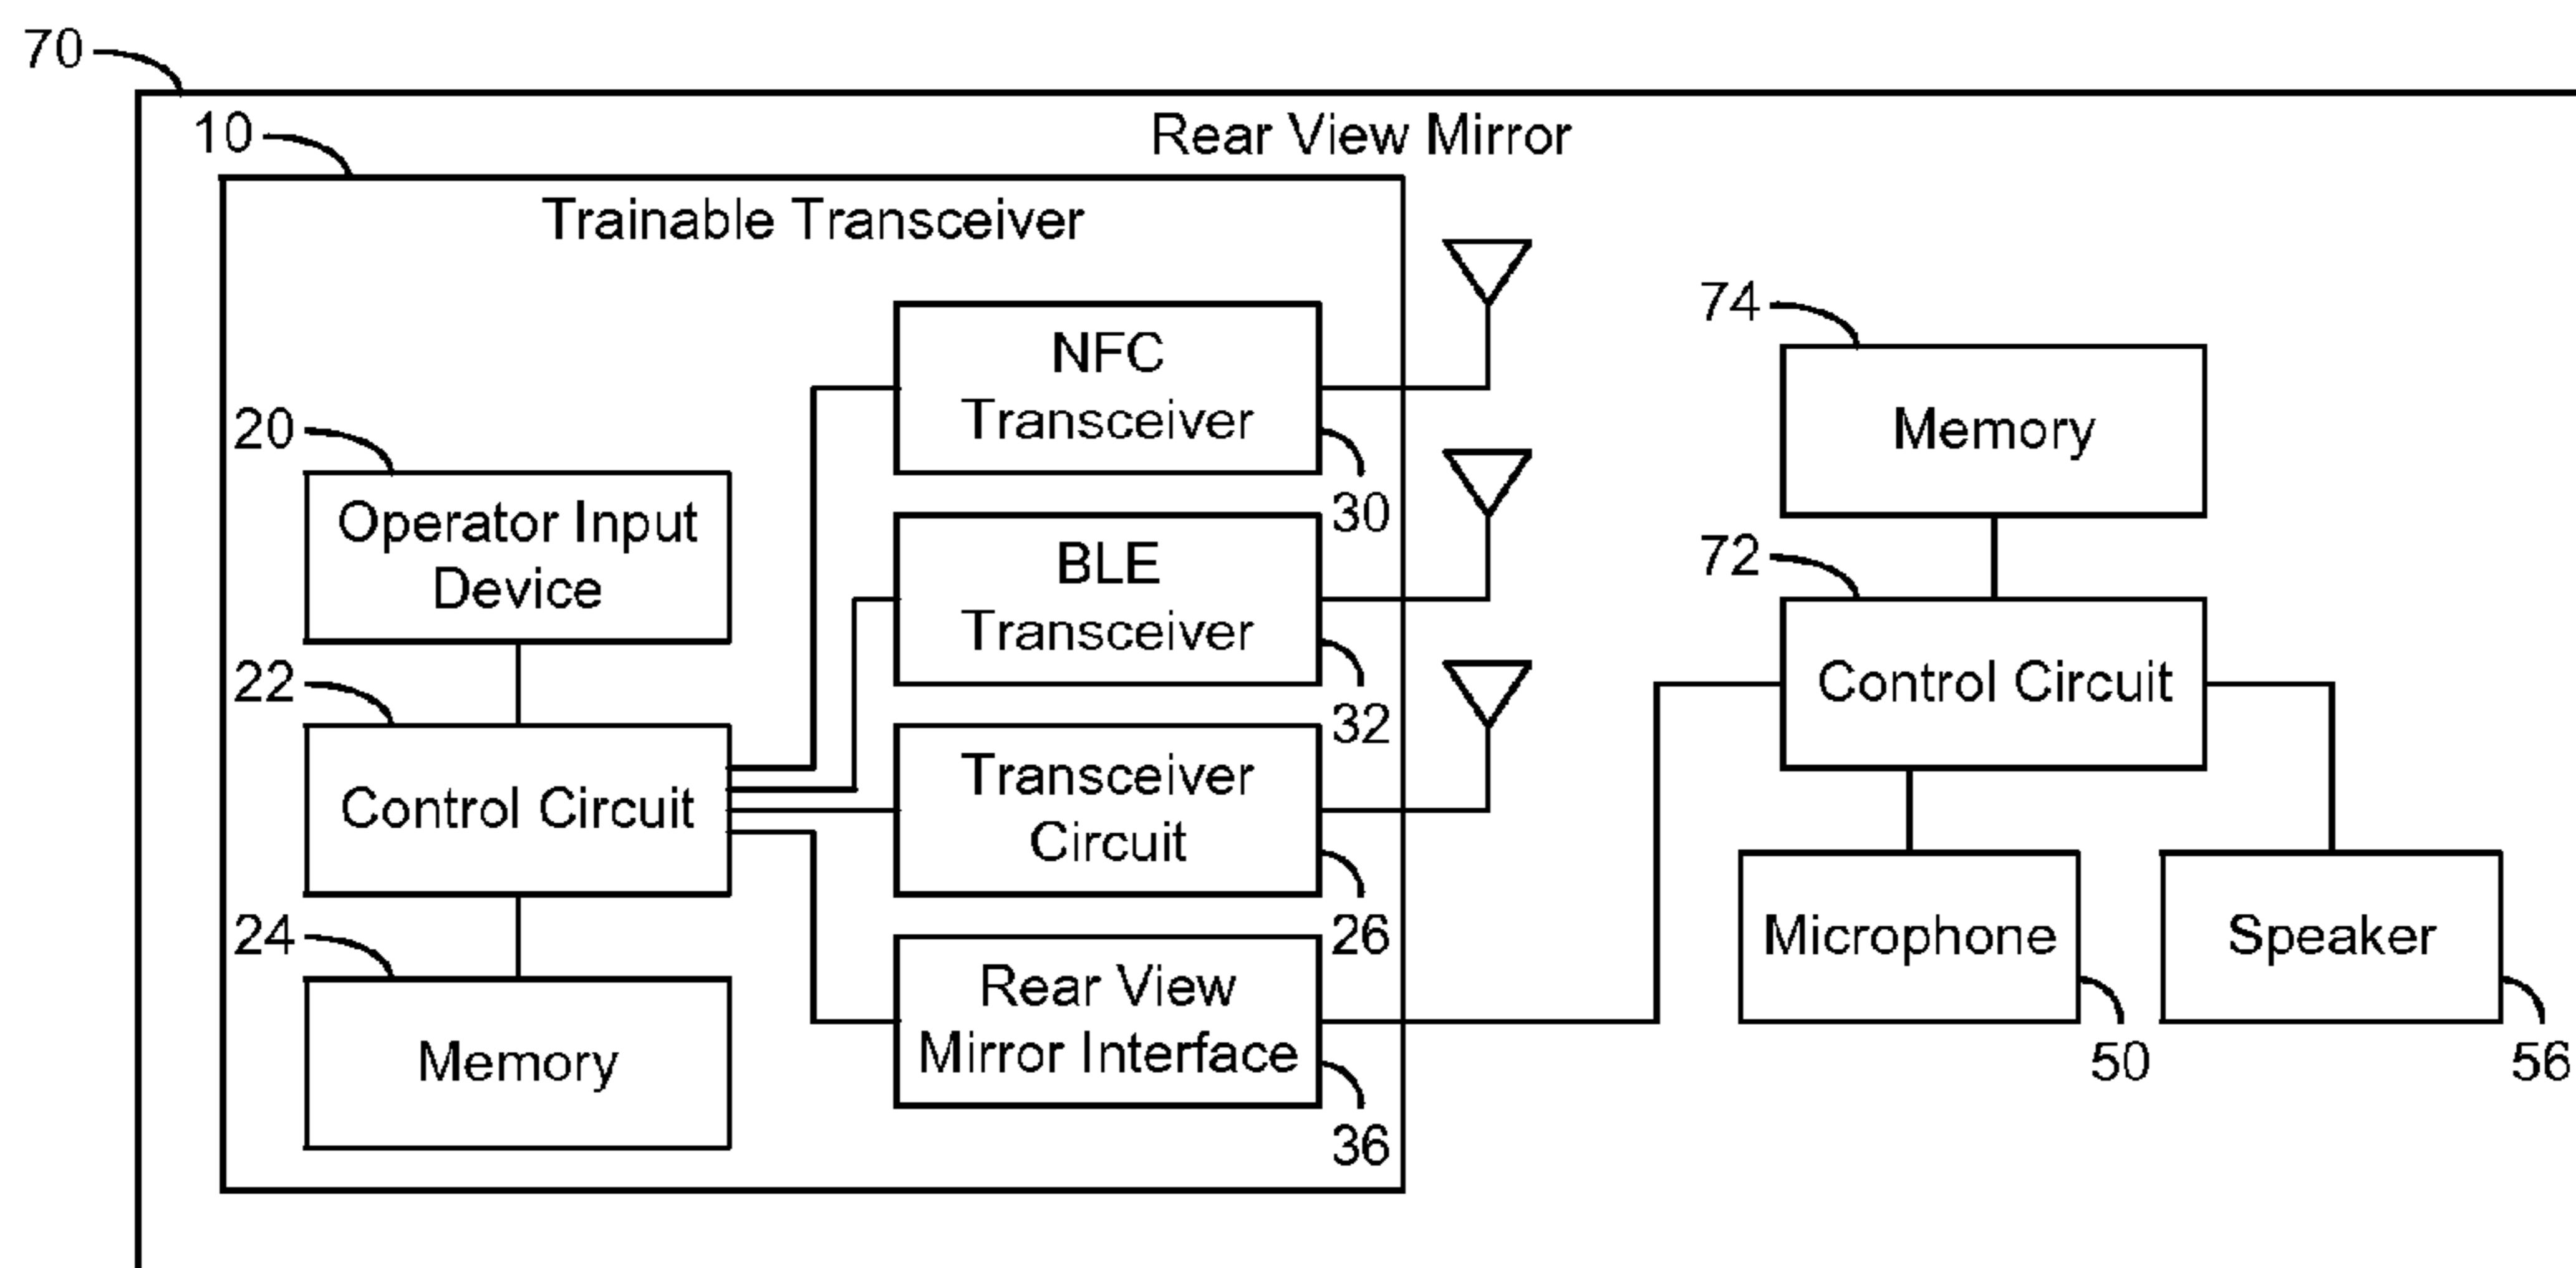 70
10
Rear View Mirror
Trainable Transceiver
NFC
Transceiver
30
74
Memory
20
Operator Input
Device
BLE
Transceiver
32
72
Control Circuit
22
Control Circuit
Transceiver
Circuit
26
Microphone
50
Speaker
56
24
Memory
Rear View
Mirror Interface
36